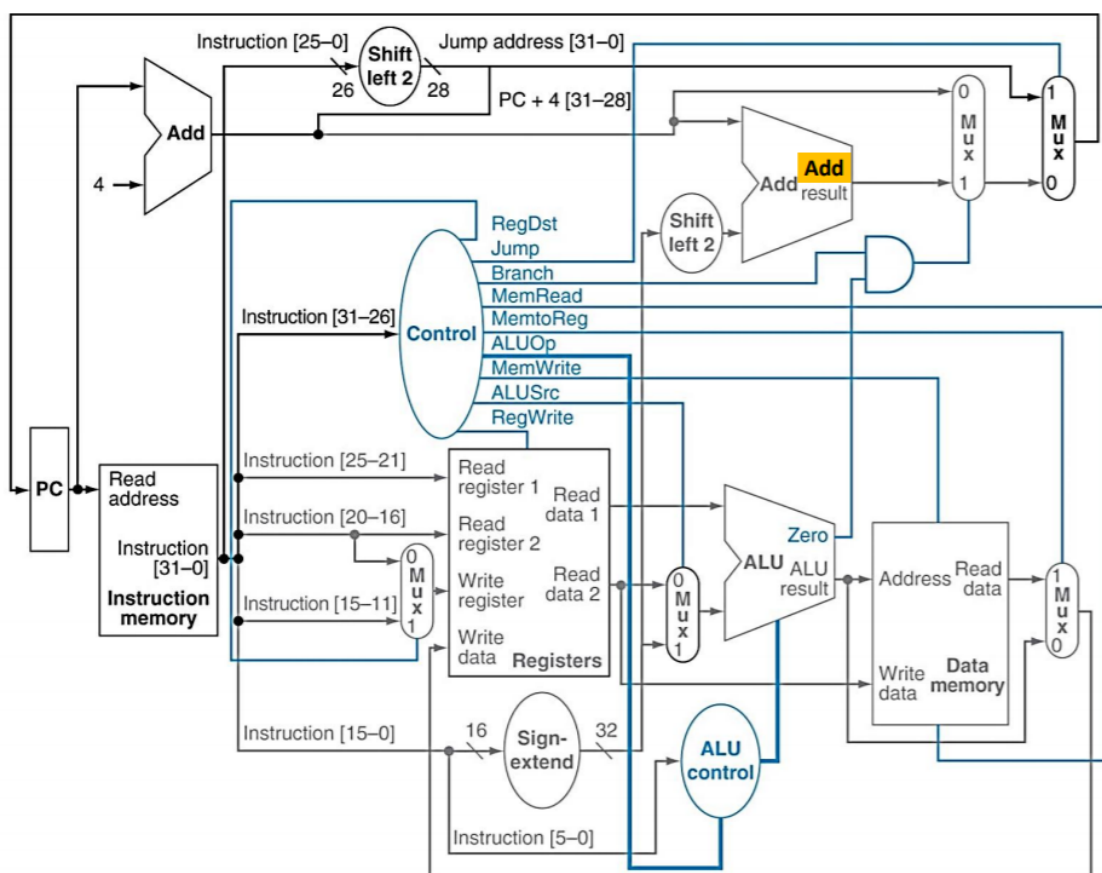 Instruction [25–0]
Shift
left 2
Jump address [31–0]
26
28
PC + 4 [31–28]
Add
4
0
M
u
x
1
1
M
u
x
0
Add
Add
result
Shift
left 2
RegDst
Jump
Branch
MemRead
MemtoReg
ALUOp
MemWrite
ALUSrc
RegWrite
Instruction [31–26]
Control
PC
Read
address
Instruction
[31–0]
Instruction
memory
Instruction [25–21]
Instruction [20–16]
Instruction [15–11]
0
M
u
x
1
Read
register 1
Read
register 2
Write
register
Write
data
Read
data 1
Read
data 2
Registers
0
M
u
x
1
Zero
ALU
ALU
result
Address
Read
data
Write
data
Data
memory
1
M
u
x
0
Instruction [15–0]
16
Sign-
extend
32
ALU
control
Instruction [5–0]